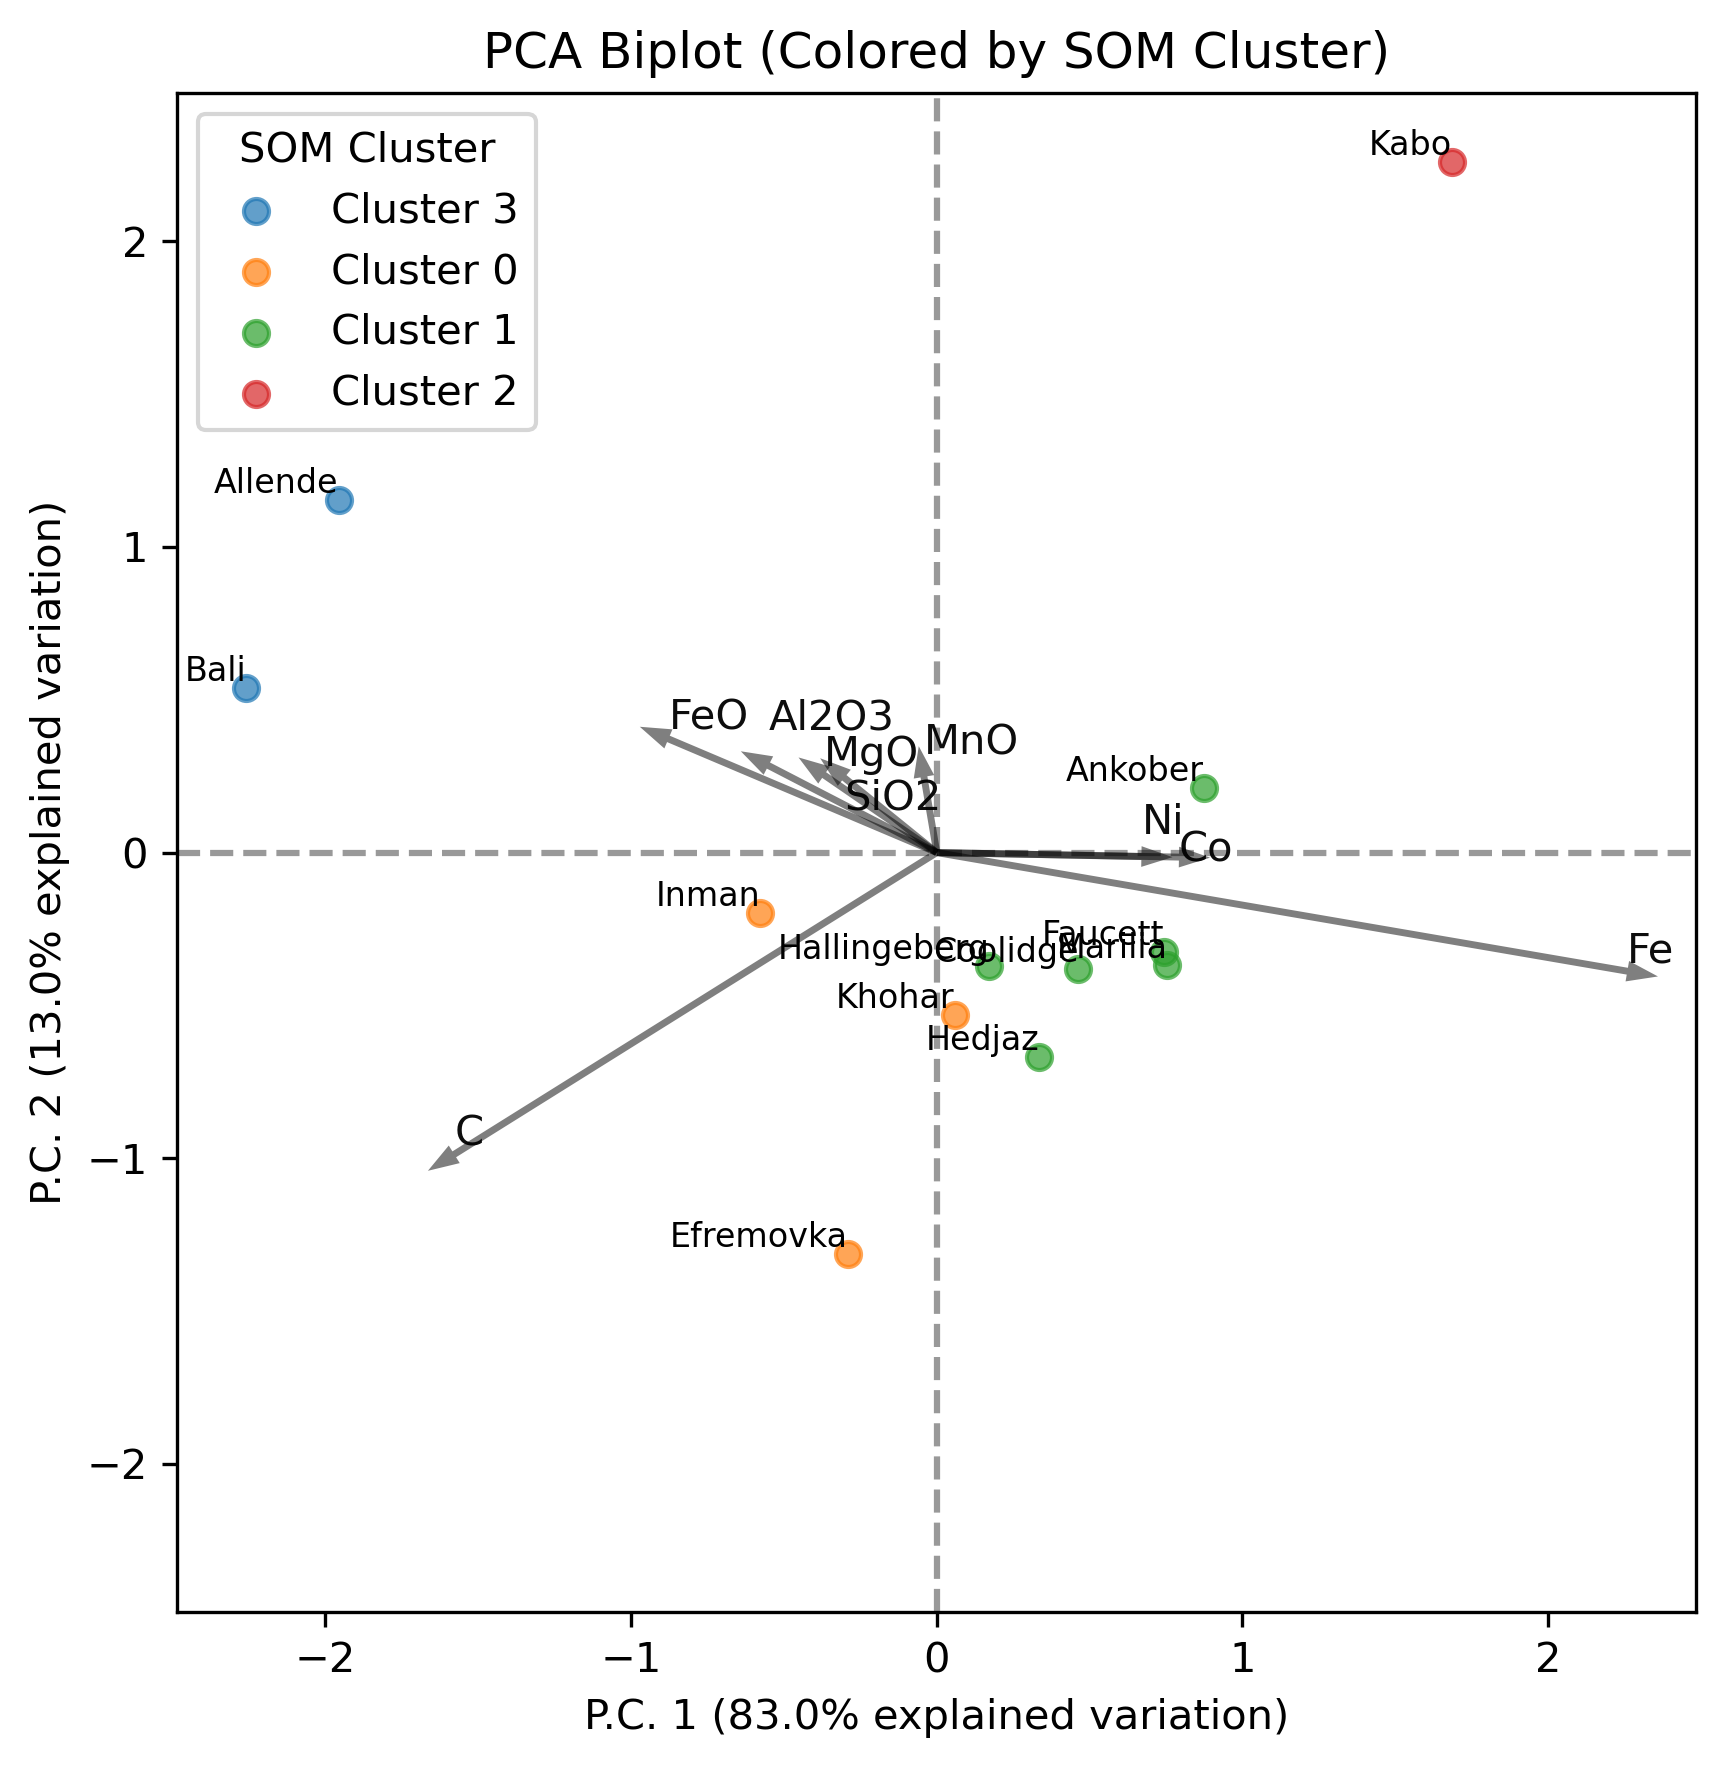 PCA Biplot (Colored by SOM Cluster)
SOM Cluster
Cluster 3
Cluster 0
Cluster 1
Cluster 2
Kabo
Allende
Bali
FeO
Al2O3
MgO
MnO
SiO2
Ankober
Ni
Co
Inman
Hallingeberg
Coolidge
Faucett
Marilia
Fe
Khohar
Hedjaz
C
Efremovka
2
1
0
−1
−2
P.C. 2 (13.0% explained variation)
−2
−1
0
1
2
P.C. 1 (83.0% explained variation)